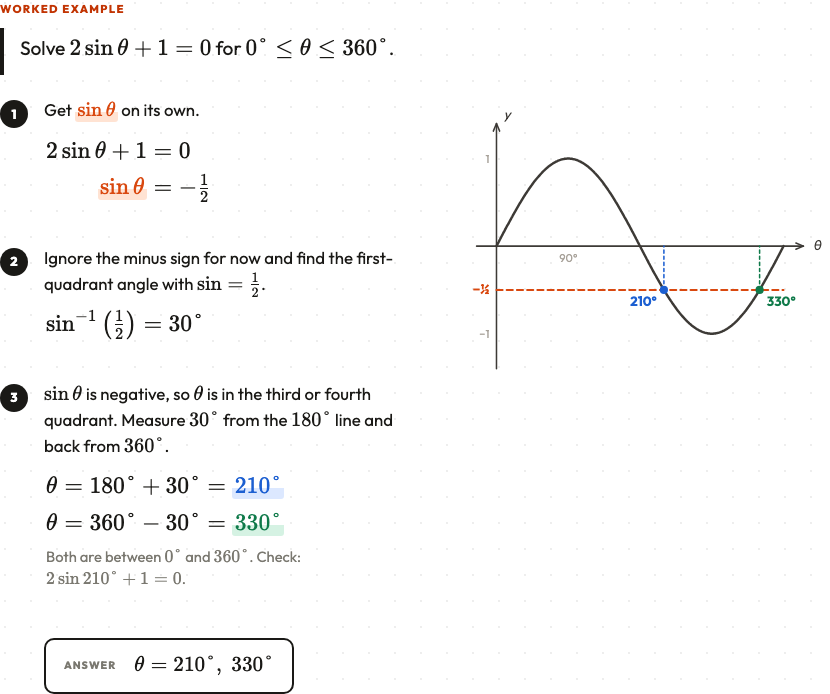 WORKED EXAMPLE
Solve 2 sin θ + 1 = 0 for 0° ≤ θ ≤ 360°.
1
Get sin θ on its own.
2 sin θ + 1 = 0
sin θ = −1/2
2
Ignore the minus sign for now and find the first-
quadrant angle with sin = 1/2.
sin⁻¹ (1/2) = 30°
3
sin θ is negative, so θ is in the third or fourth
quadrant. Measure 30° from the 180° line and
back from 360°.
θ = 180° + 30° = 210°
θ = 360° − 30° = 330°
Both are between 0° and 360°. Check:
2 sin 210° + 1 = 0.
ANSWER θ = 210°, 330°
y
1
θ
90°
−½
210°
330°
−1